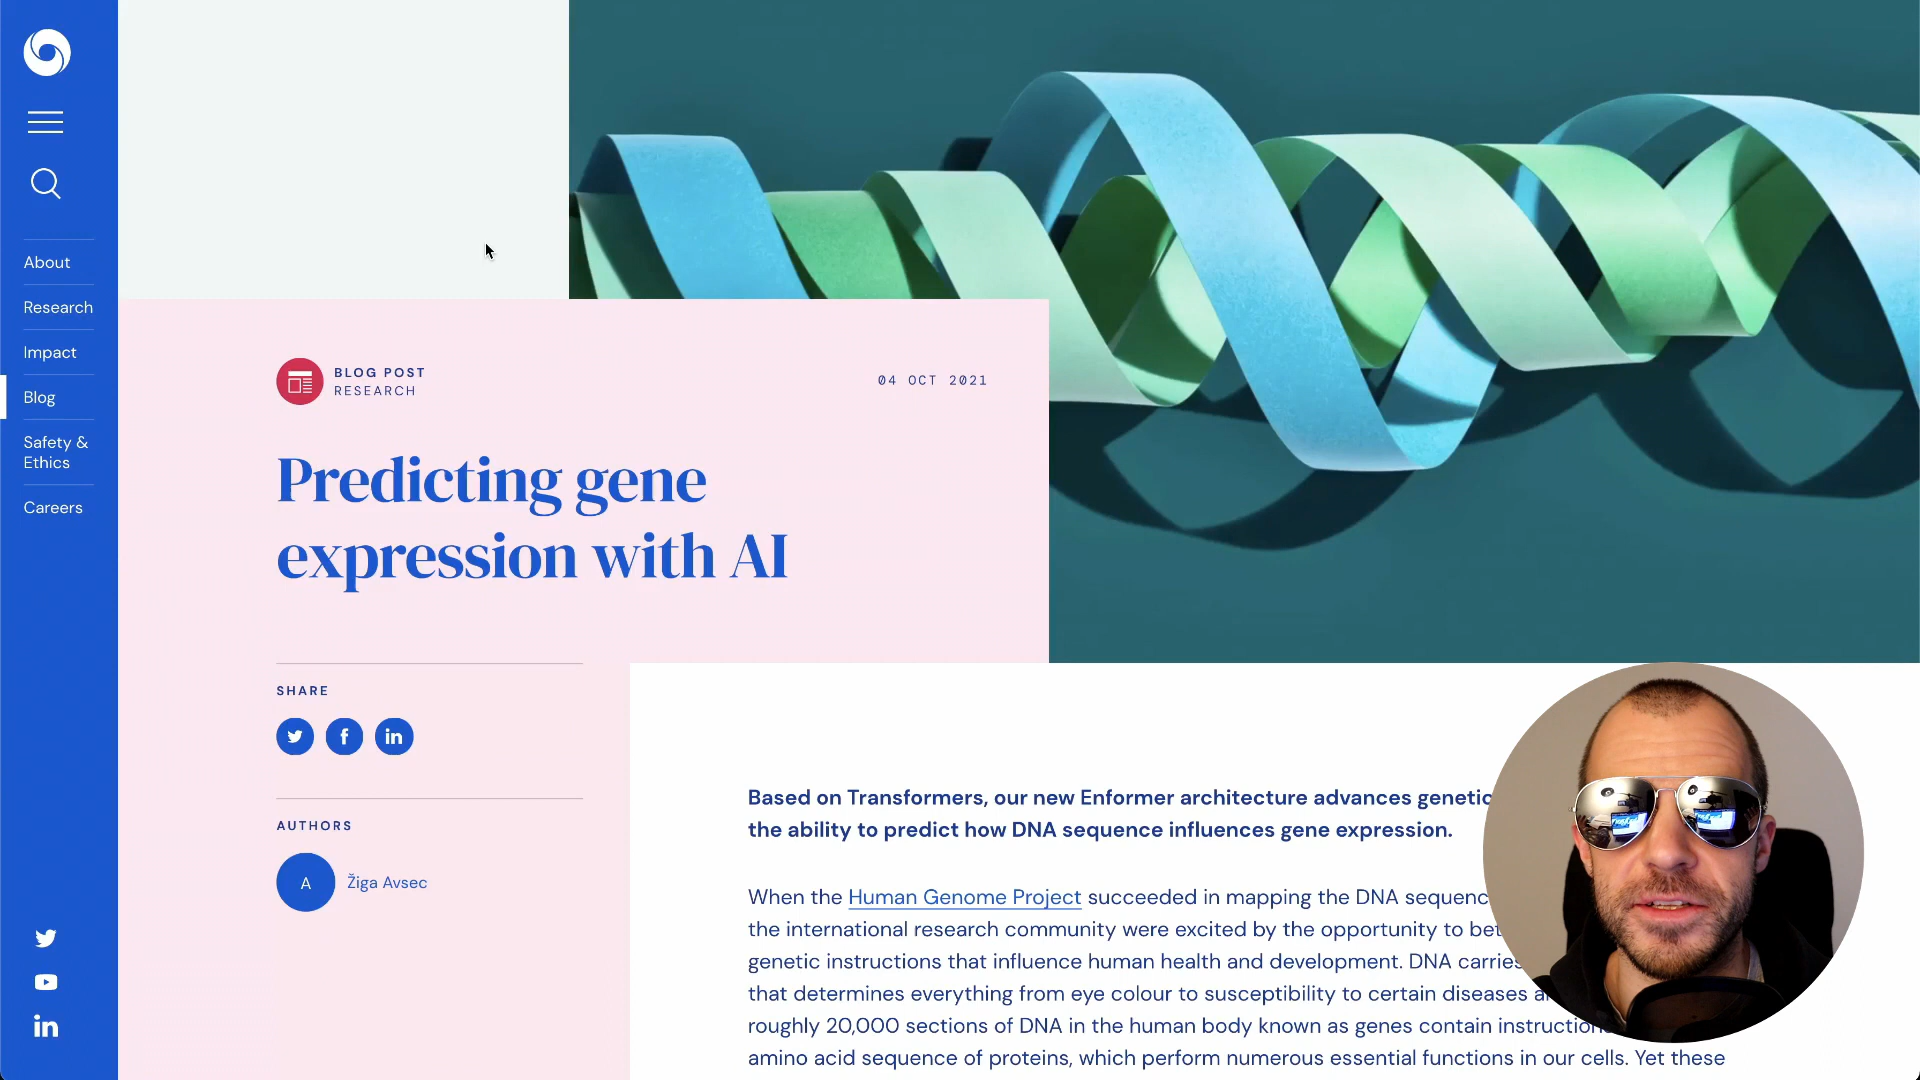 About
Research
Impact
Blog
Safety &
Ethics
Careers
BLOG POST
RESEARCH
04 OCT 2021
Predicting gene
expression with AI
SHARE
AUTHORS
A
Žiga Avsec
Based on Transformers, our new Enformer architecture advances genetic
the ability to predict how DNA sequence influences gene expression.
When the Human Genome Project succeeded in mapping the DNA
the international research community were excited by the opportunity to
genetic instructions that influence human health and development. DNA carries
that determines everything from eye colour to susceptibility to certain diseases
roughly 20,000 sections of DNA in the human body known as genes contain
amino acid sequence of proteins, which perform numerous essential functions in our cells. Yet these